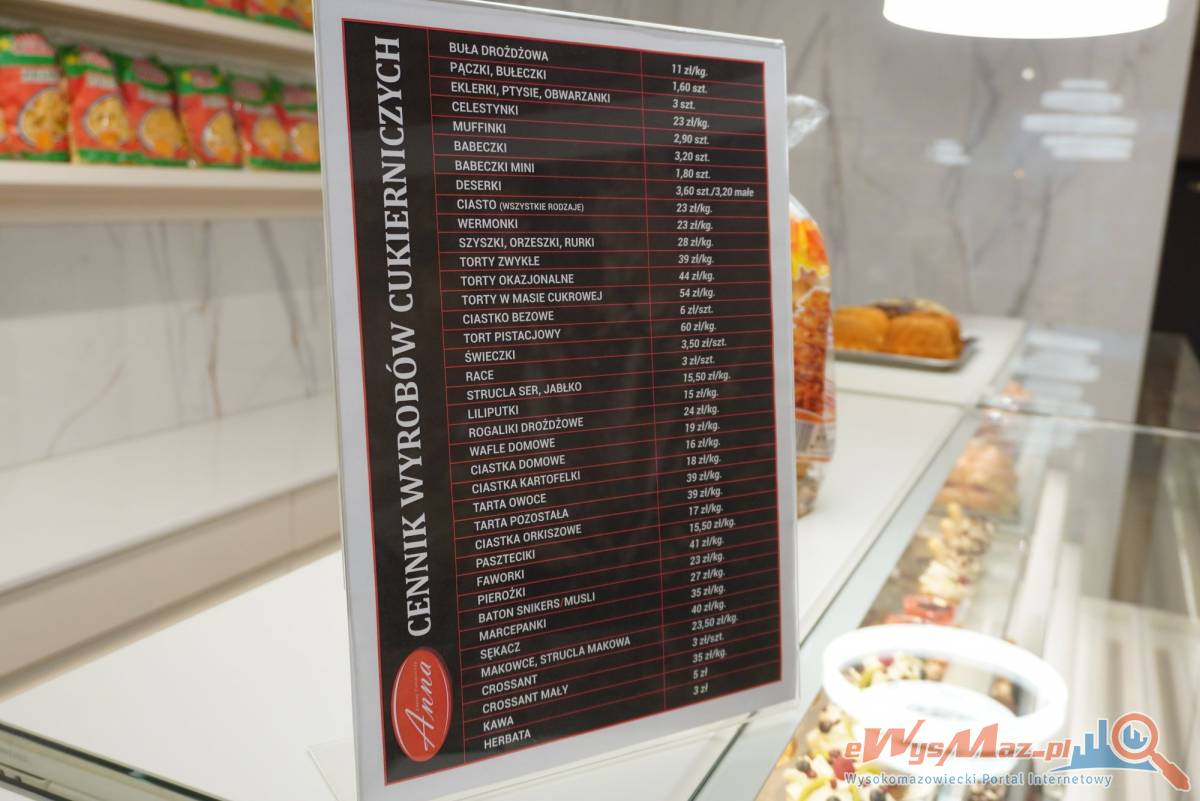 CENNIK WYROBÓW CUKIERNICZYCH
BUŁA DROŻDŻOWA 11 zł/kg.
PĄCZKI, BUŁECZKI 1,60 szt.
EKLERKI, PTYSIE, OBWARZANKI 3 szt.
CELESTYNKI 23 zł/kg.
MUFFINKI 2,90 szt.
BABECZKI 3,20 szt.
BABECZKI MINI 1,80 szt.
DESERKI 3,60 szt./3,20 małe
CIASTO (WSZYSTKIE RODZAJE) 23 zł/kg.
WERMONKI 23 zł/kg.
SZYSZKI, ORZESZKI, RURKI 28 zł/kg.
TORTY ZWYKŁE 39 zł/kg.
TORTY OKAZJONALNE 44 zł/kg.
TORTY W MASIE CUKROWEJ 54 zł/kg.
CIASTKO BEZOWE 6 zł/szt.
TORT PISTACJOWY 60 zł/kg.
ŚWIECZKI 3,50 zł/szt.
RACE 3 zł/szt.
STRUCLA SER, JABŁKO 15,50 zł/kg.
LILIPUTKI 15 zł/kg.
ROGALIKI DROŻDŻOWE 24 zł/kg.
WAFLE DOMOWE 19 zł/kg.
CIASTKA DOMOWE 16 zł/kg.
CIASTKA KARTOFELKI 18 zł/kg.
TARTA OWOCE 39 zł/kg.
TARTA POZOSTAŁA 39 zł/kg.
CIASTKA ORKISZOWE 17 zł/kg.
PASZTECIKI 15,50 zł/kg.
FAWORKI 41 zł/kg.
PIEROŻKI 23 zł/kg.
BATON SNIKERS/MUSLI 27 zł/kg.
MARCEPANKI 35 zł/kg.
SĘKACZ 40 zł/kg.
MAKOWCE, STRUCLA MAKOWA 23,50 zł/kg.
CROSSANT 3 zł/szt.
CROSSANT MAŁY 35 zł/kg.
KAWA 5 zł
HERBATA 3 zł
Anna
eWysMaz.pl
Wysokomazowiecki Portal Internetowy